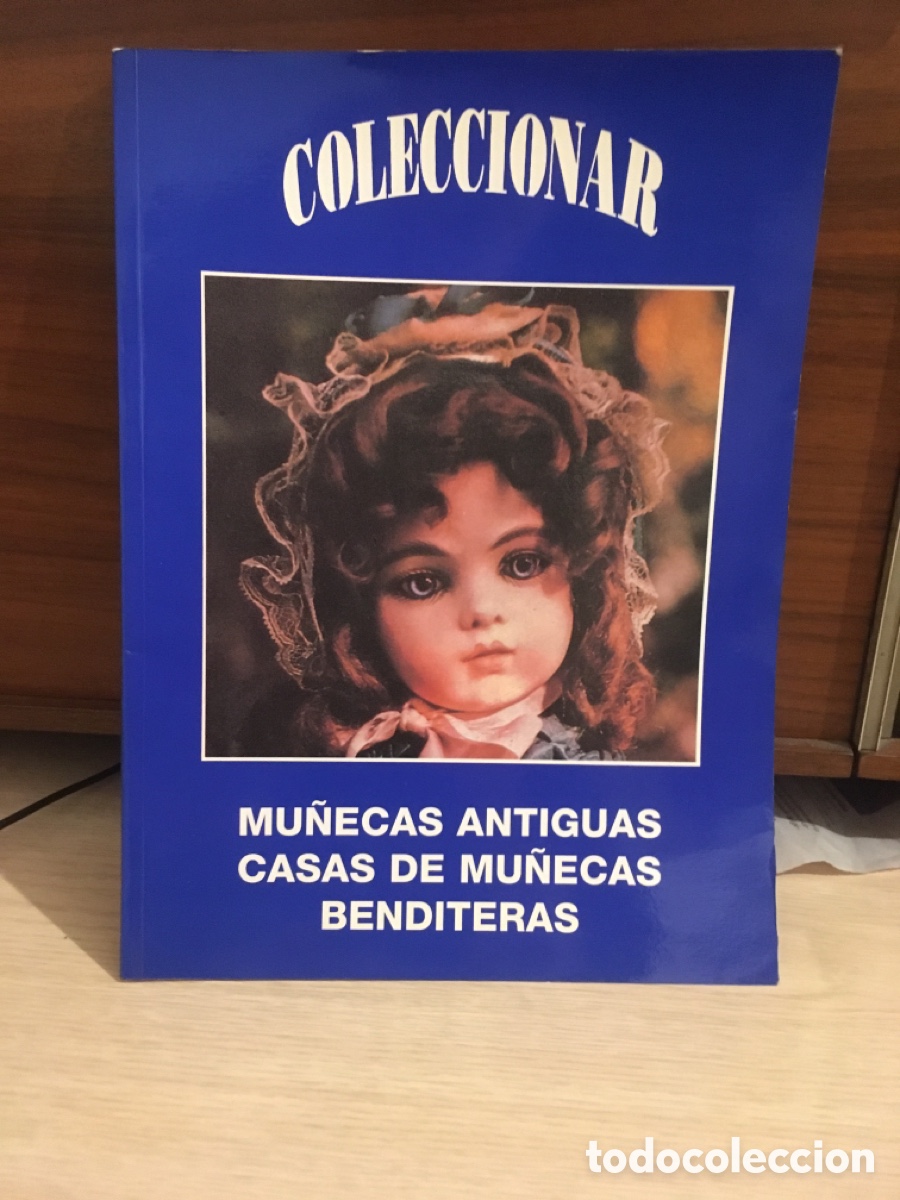 COLECCIONAR
MUÑECAS ANTIGUAS
CASAS DE MUÑECAS
BENDITERAS
todocoleccion